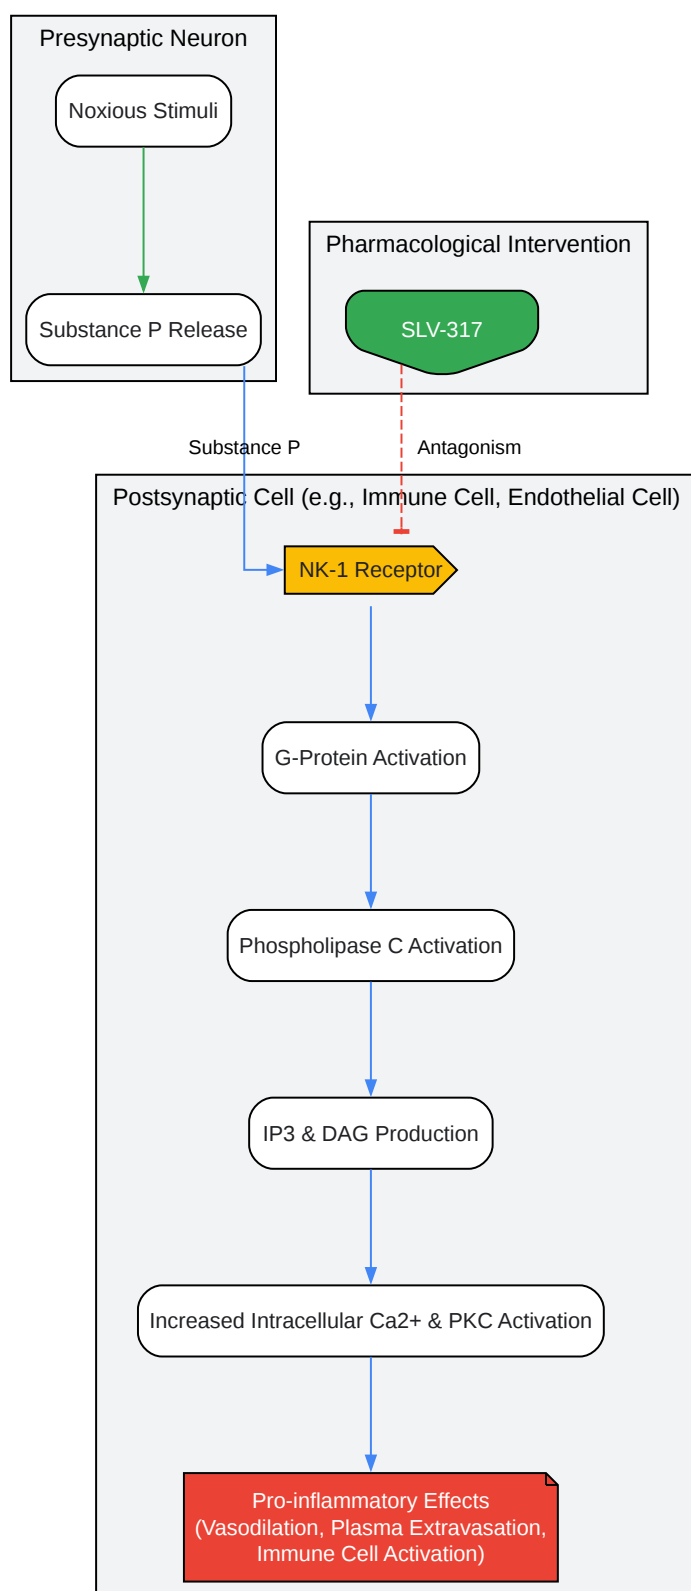 Presynaptic Neuron
Noxious Stimuli
Substance P Release
Pharmacological Intervention
SLV-317
Substance P
Antagonism
Postsynaptic Cell (e.g., Immune Cell, Endothelial Cell)
NK-1 Receptor
G-Protein Activation
Phospholipase C Activation
IP3 & DAG Production
Increased Intracellular Ca2+ & PKC Activation
Pro-inflammatory Effects
(Vasodilation, Plasma Extravasation,
Immune Cell Activation)